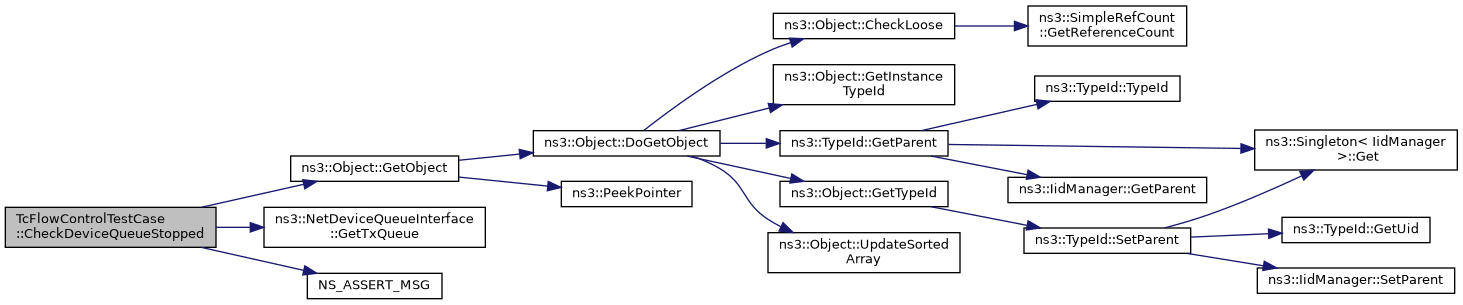 TcFlowControlTestCase
::CheckDeviceQueueStopped
ns3::Object::GetObject
ns3::NetDeviceQueueInterface
::GetTxQueue
NS_ASSERT_MSG
ns3::Object::DoGetObject
ns3::PeekPointer
ns3::Object::CheckLoose
ns3::Object::GetInstance
TypeId
ns3::TypeId::GetParent
ns3::Object::GetTypeId
ns3::Object::UpdateSorted
Array
ns3::SimpleRefCount
::GetReferenceCount
ns3::TypeId::TypeId
ns3::IidManager::GetParent
ns3::TypeId::SetParent
ns3::Singleton< IidManager
>::Get
ns3::TypeId::GetUid
ns3::IidManager::SetParent